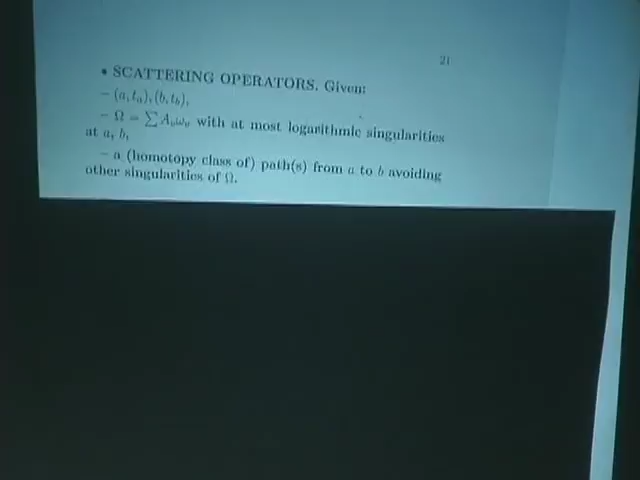 21
• SCATTERING OPERATORS. Given:
– (a, t_a), (b, t_b),
– Ω = ∑ A_v ω_v with at most logarithmic singularities
at a, b,
– a (homotopy class of) path(s) from a to b avoiding
other singularities of Ω.